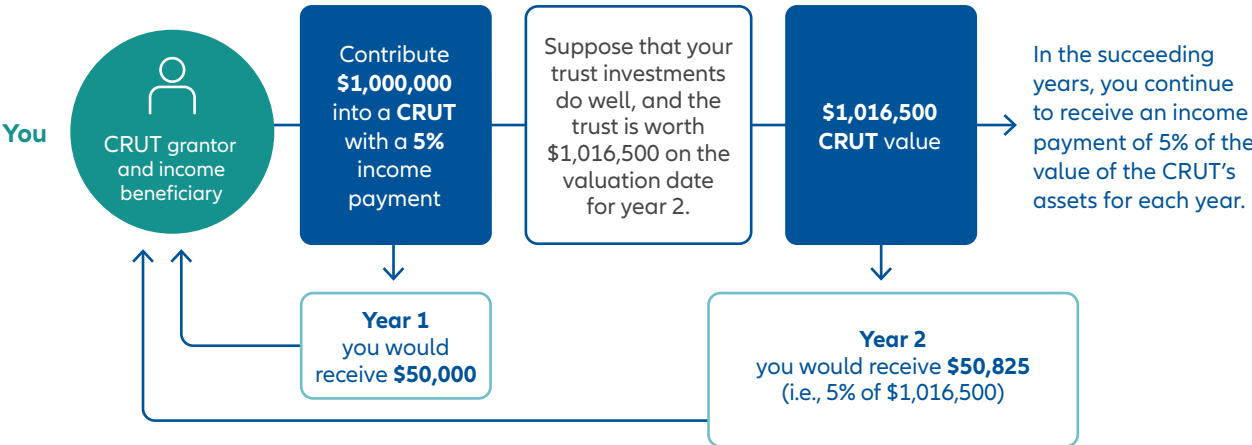 You
CRUT grantor
and income
beneficiary
Contribute
$1,000,000
into a CRUT
with a 5%
income
payment
Suppose that your
trust investments
do well, and the
trust is worth
$1,016,500 on the
valuation date
for year 2.
$1,016,500
CRUT value
In the succeeding
years, you continue
to receive an income
payment of 5% of the
value of the CRUT’s
assets for each year.
Year 1
you would
receive $50,000
Year 2
you would receive $50,825
(i.e., 5% of $1,016,500)